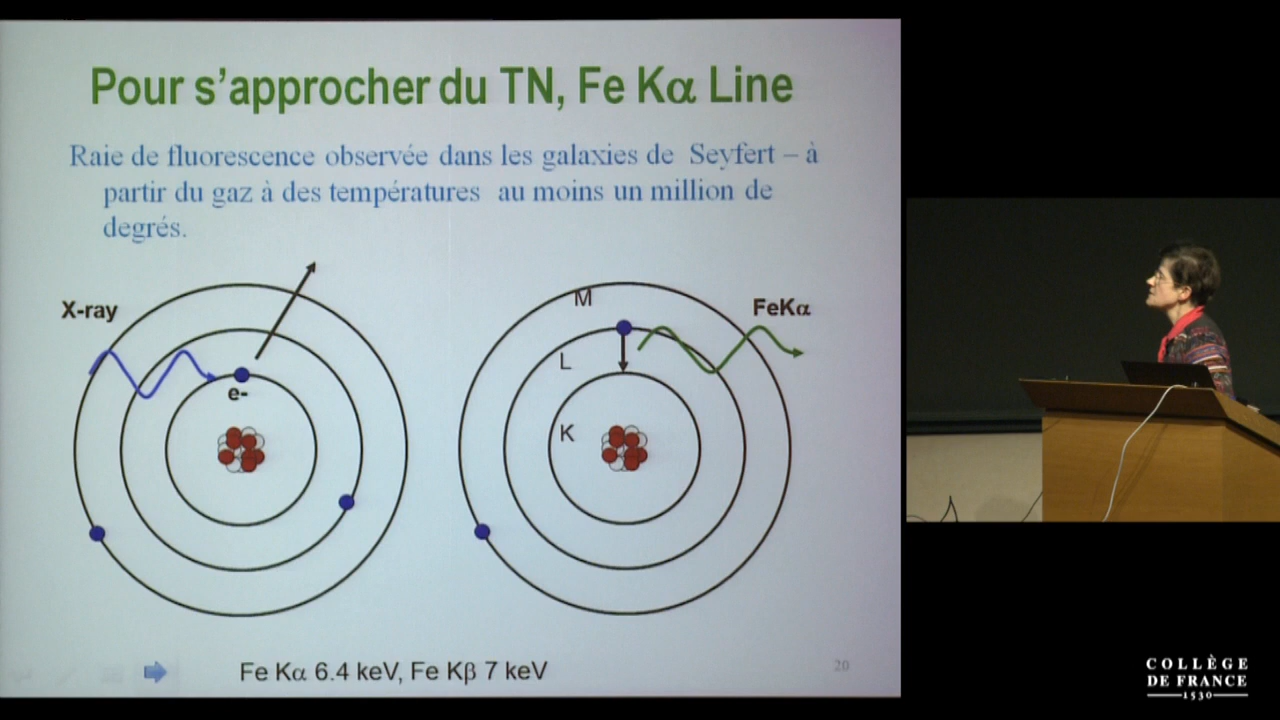 Pour s'approcher du TN, Fe Kα Line
Raie de fluorescence observée dans les galaxies de Seyfert – à
partir du gaz à des températures au moins un million de
degrés.
X-ray
e-
M
L
K
FeKα
Fe Kα 6.4 keV, Fe Kβ 7 keV
20
COLLÈGE
DE FRANCE
1530